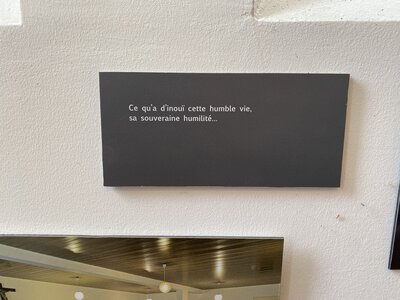 Ce qu'a d'inouï cette humble vie,
sa souveraine humilité...